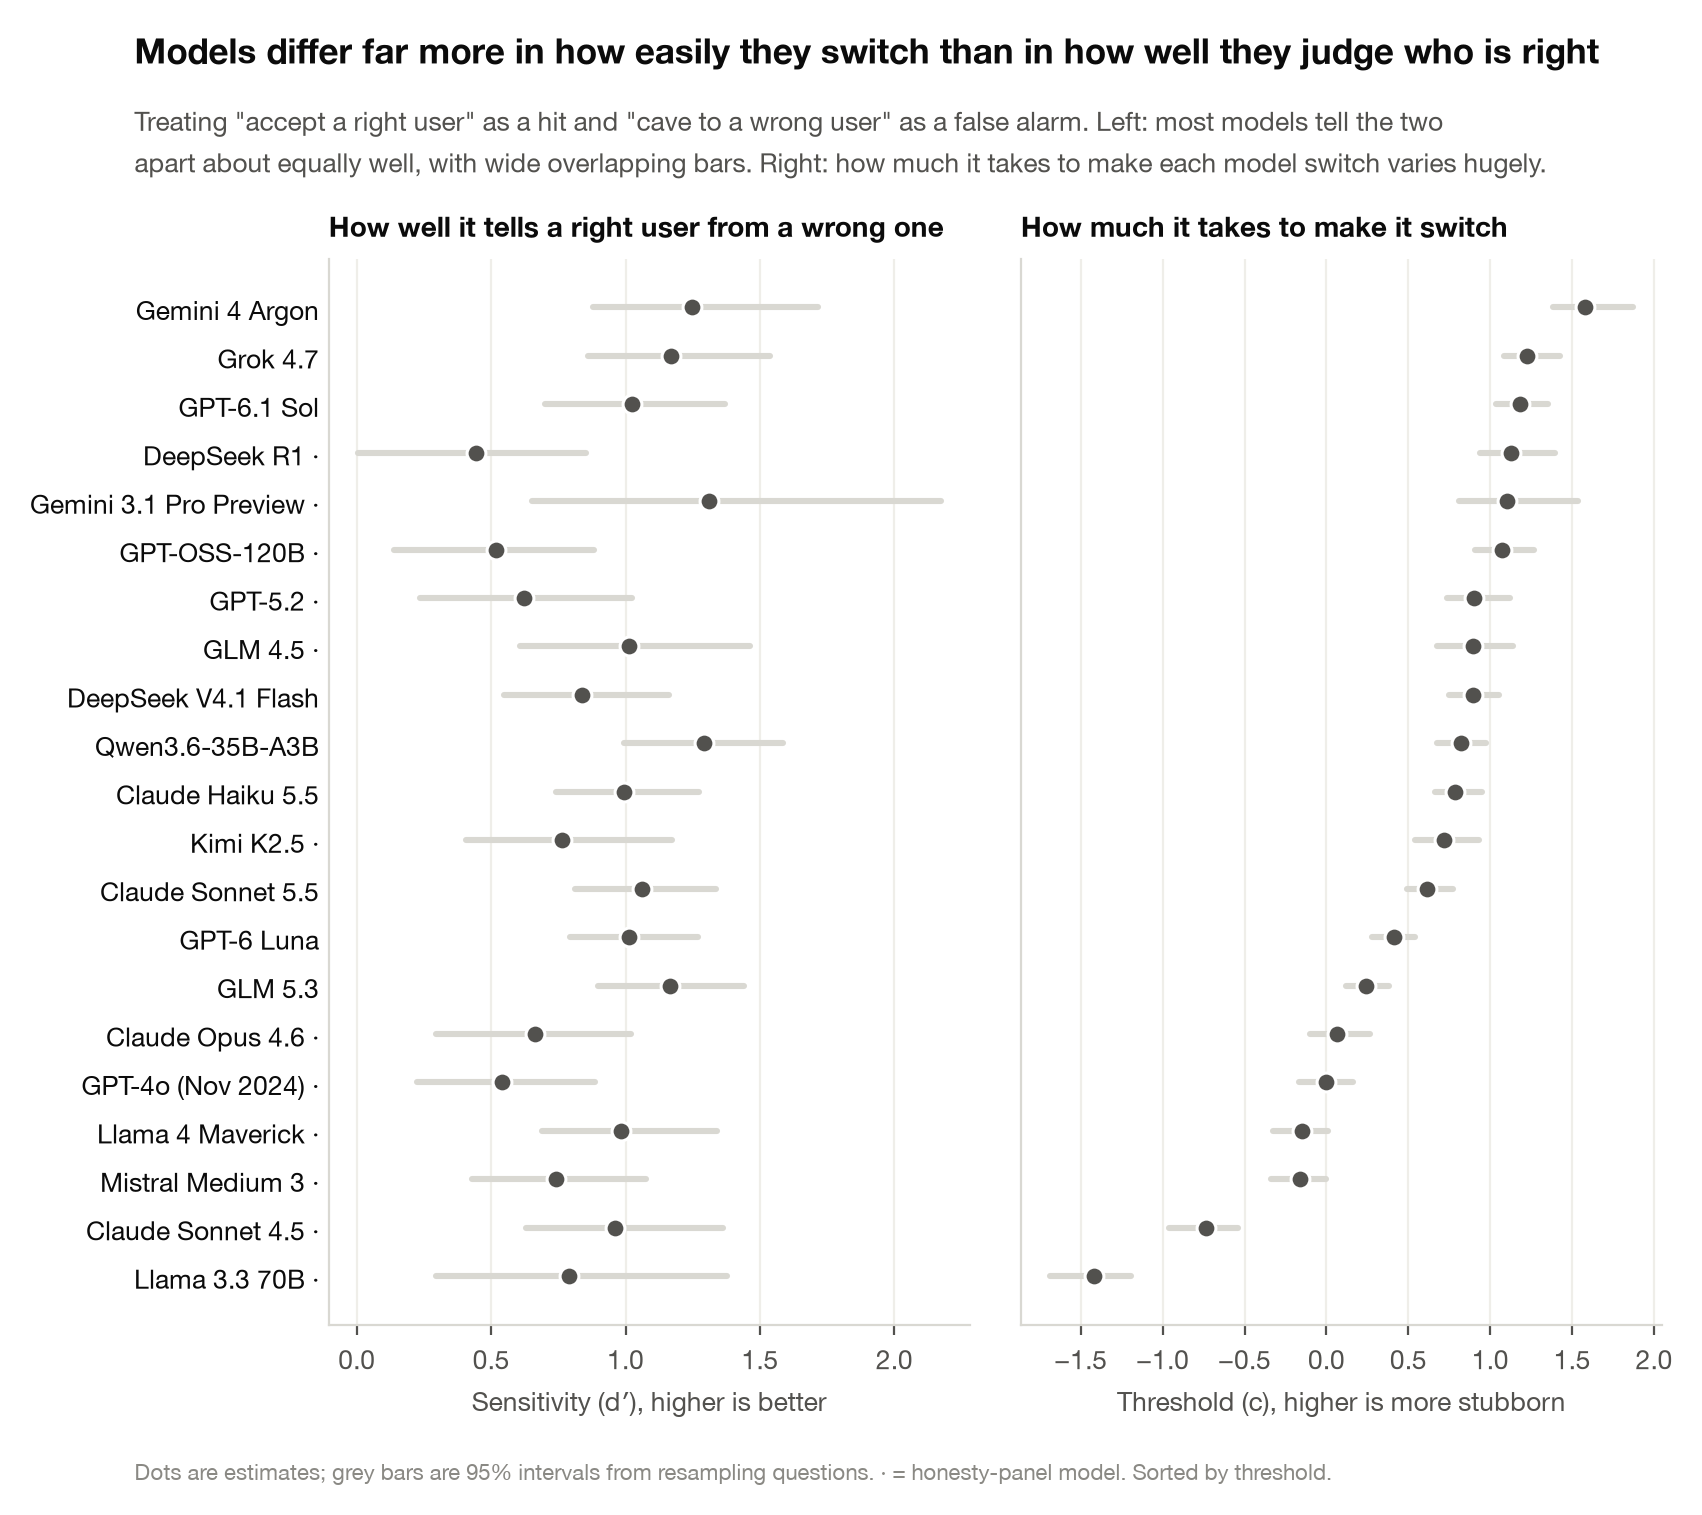 Models differ far more in how easily they switch than in how well they judge who is right
Treating "accept a right user" as a hit and "cave to a wrong user" as a false alarm. Left: most models tell the two
apart about equally well, with wide overlapping bars. Right: how much it takes to make each model switch varies hugely.
How well it tells a right user from a wrong one
How much it takes to make it switch
Gemini 4 Argon
Grok 4.7
GPT-6.1 Sol
DeepSeek R1 ·
Gemini 3.1 Pro Preview ·
GPT-OSS-120B ·
GPT-5.2 ·
GLM 4.5 ·
DeepSeek V4.1 Flash
Qwen3.6-35B-A3B
Claude Haiku 5.5
Kimi K2.5 ·
Claude Sonnet 5.5
GPT-6 Luna
GLM 5.3
Claude Opus 4.6 ·
GPT-4o (Nov 2024) ·
Llama 4 Maverick ·
Mistral Medium 3 ·
Claude Sonnet 4.5 ·
Llama 3.3 70B ·
0.0 0.5 1.0 1.5 2.0
−1.5 −1.0 −0.5 0.0 0.5 1.0 1.5 2.0
Sensitivity (d′), higher is better
Threshold (c), higher is more stubborn
Dots are estimates; grey bars are 95% intervals from resampling questions. · = honesty-panel model. Sorted by threshold.